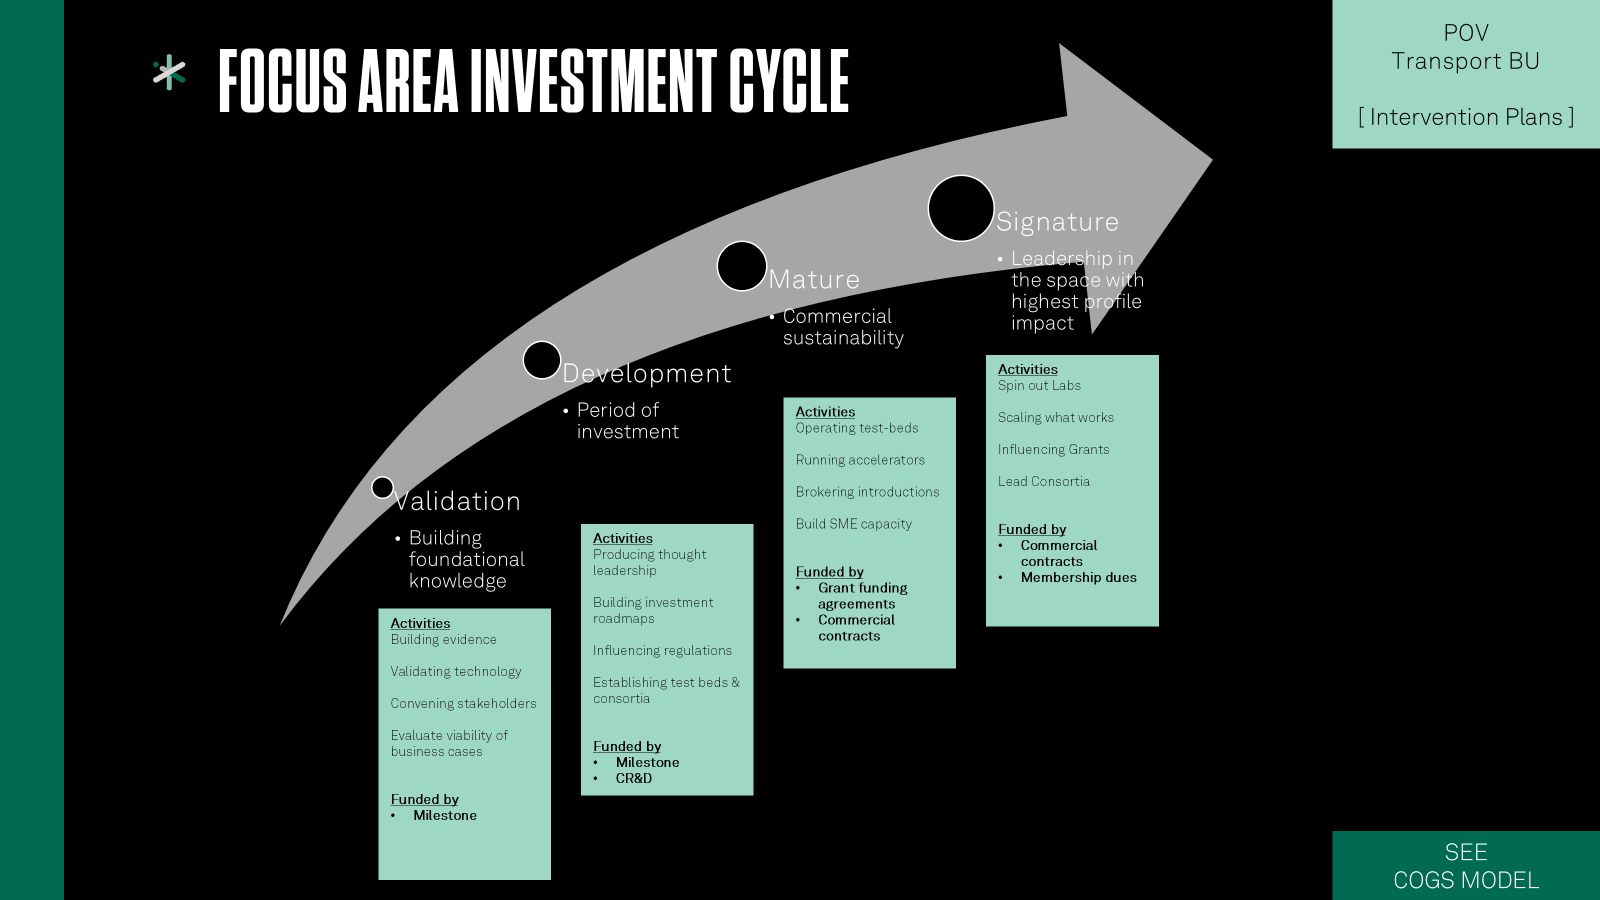 FOCUS AREA INVESTMENT CYCLE
POV
Transport BU
[ Intervention Plans ]
Signature
• Leadership in
the space with
highest profile
impact
Mature
• Commercial
sustainability
Development
• Period of
investment
Validation
• Building
foundational
knowledge
Activities
Building evidence
Validating technology
Convening stakeholders
Evaluate viability of
business cases
Funded by
• Milestone
Activities
Producing thought
leadership
Building investment
roadmaps
Influencing regulations
Establishing test beds &
consortia
Funded by
• Milestone
• CR&D
Activities
Operating test-beds
Running accelerators
Brokering introductions
Build SME capacity
Funded by
• Grant funding
agreements
• Commercial
contracts
Activities
Spin out Labs
Scaling what works
Influencing Grants
Lead Consortia
Funded by
• Commercial
contracts
• Membership dues
SEE
COGS MODEL